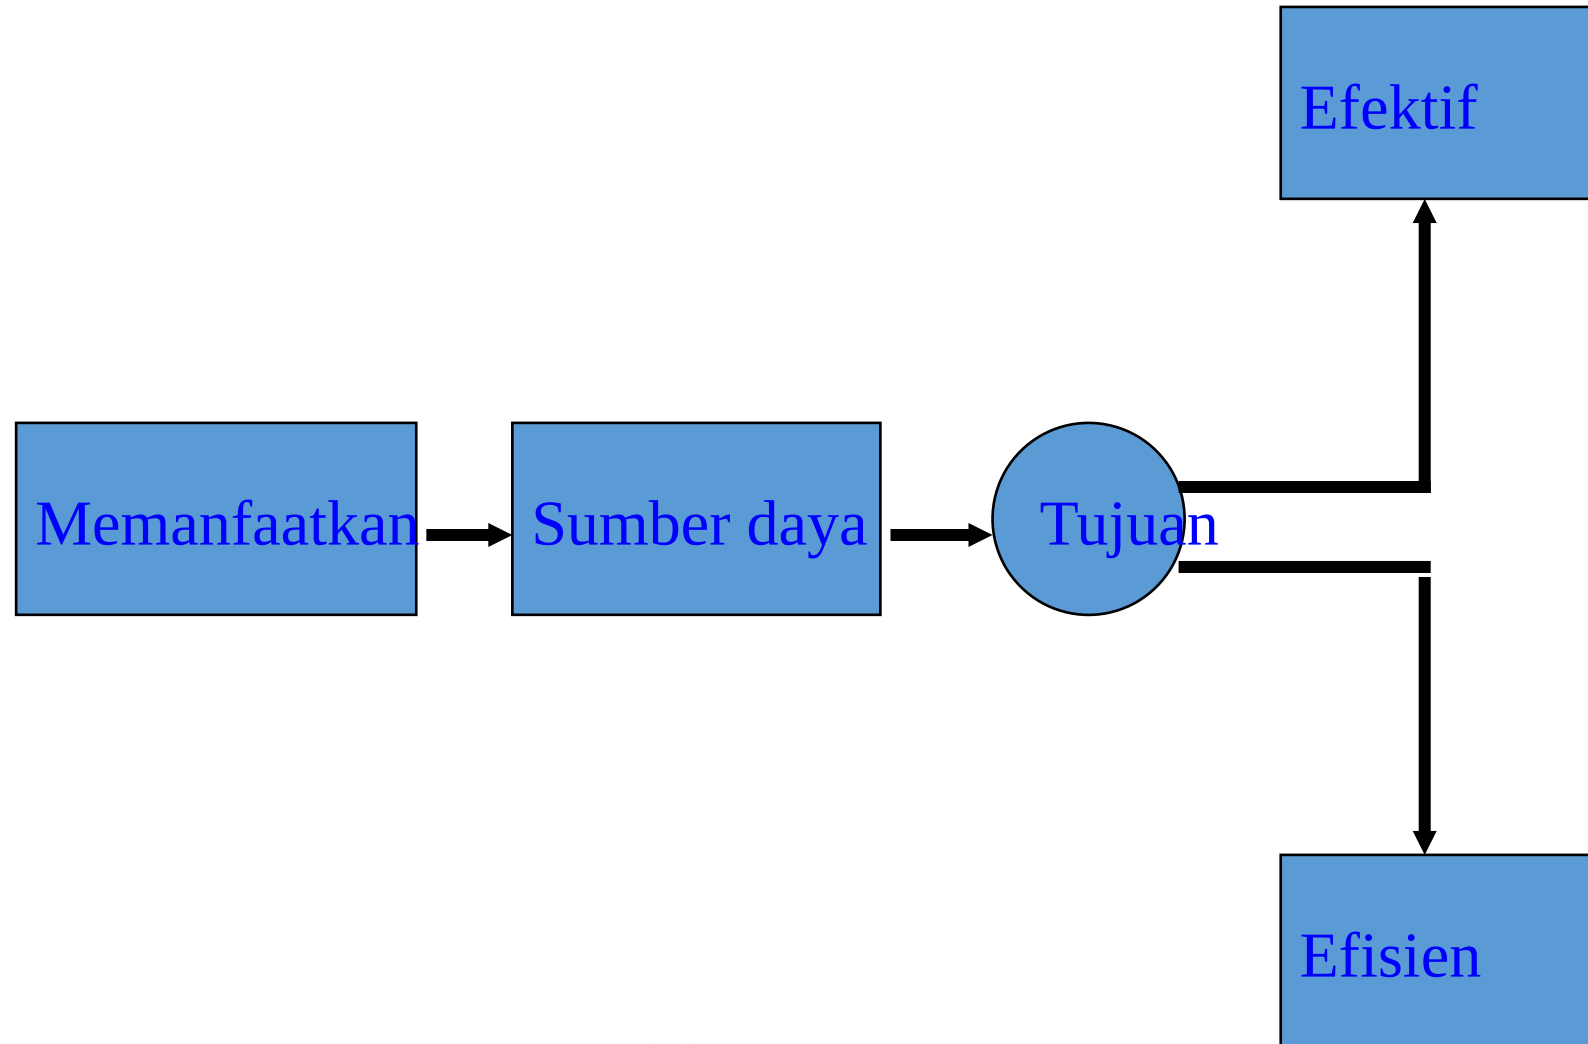 Efektif
Memanfaatkan
Sumber daya
Tujuan
Efisien